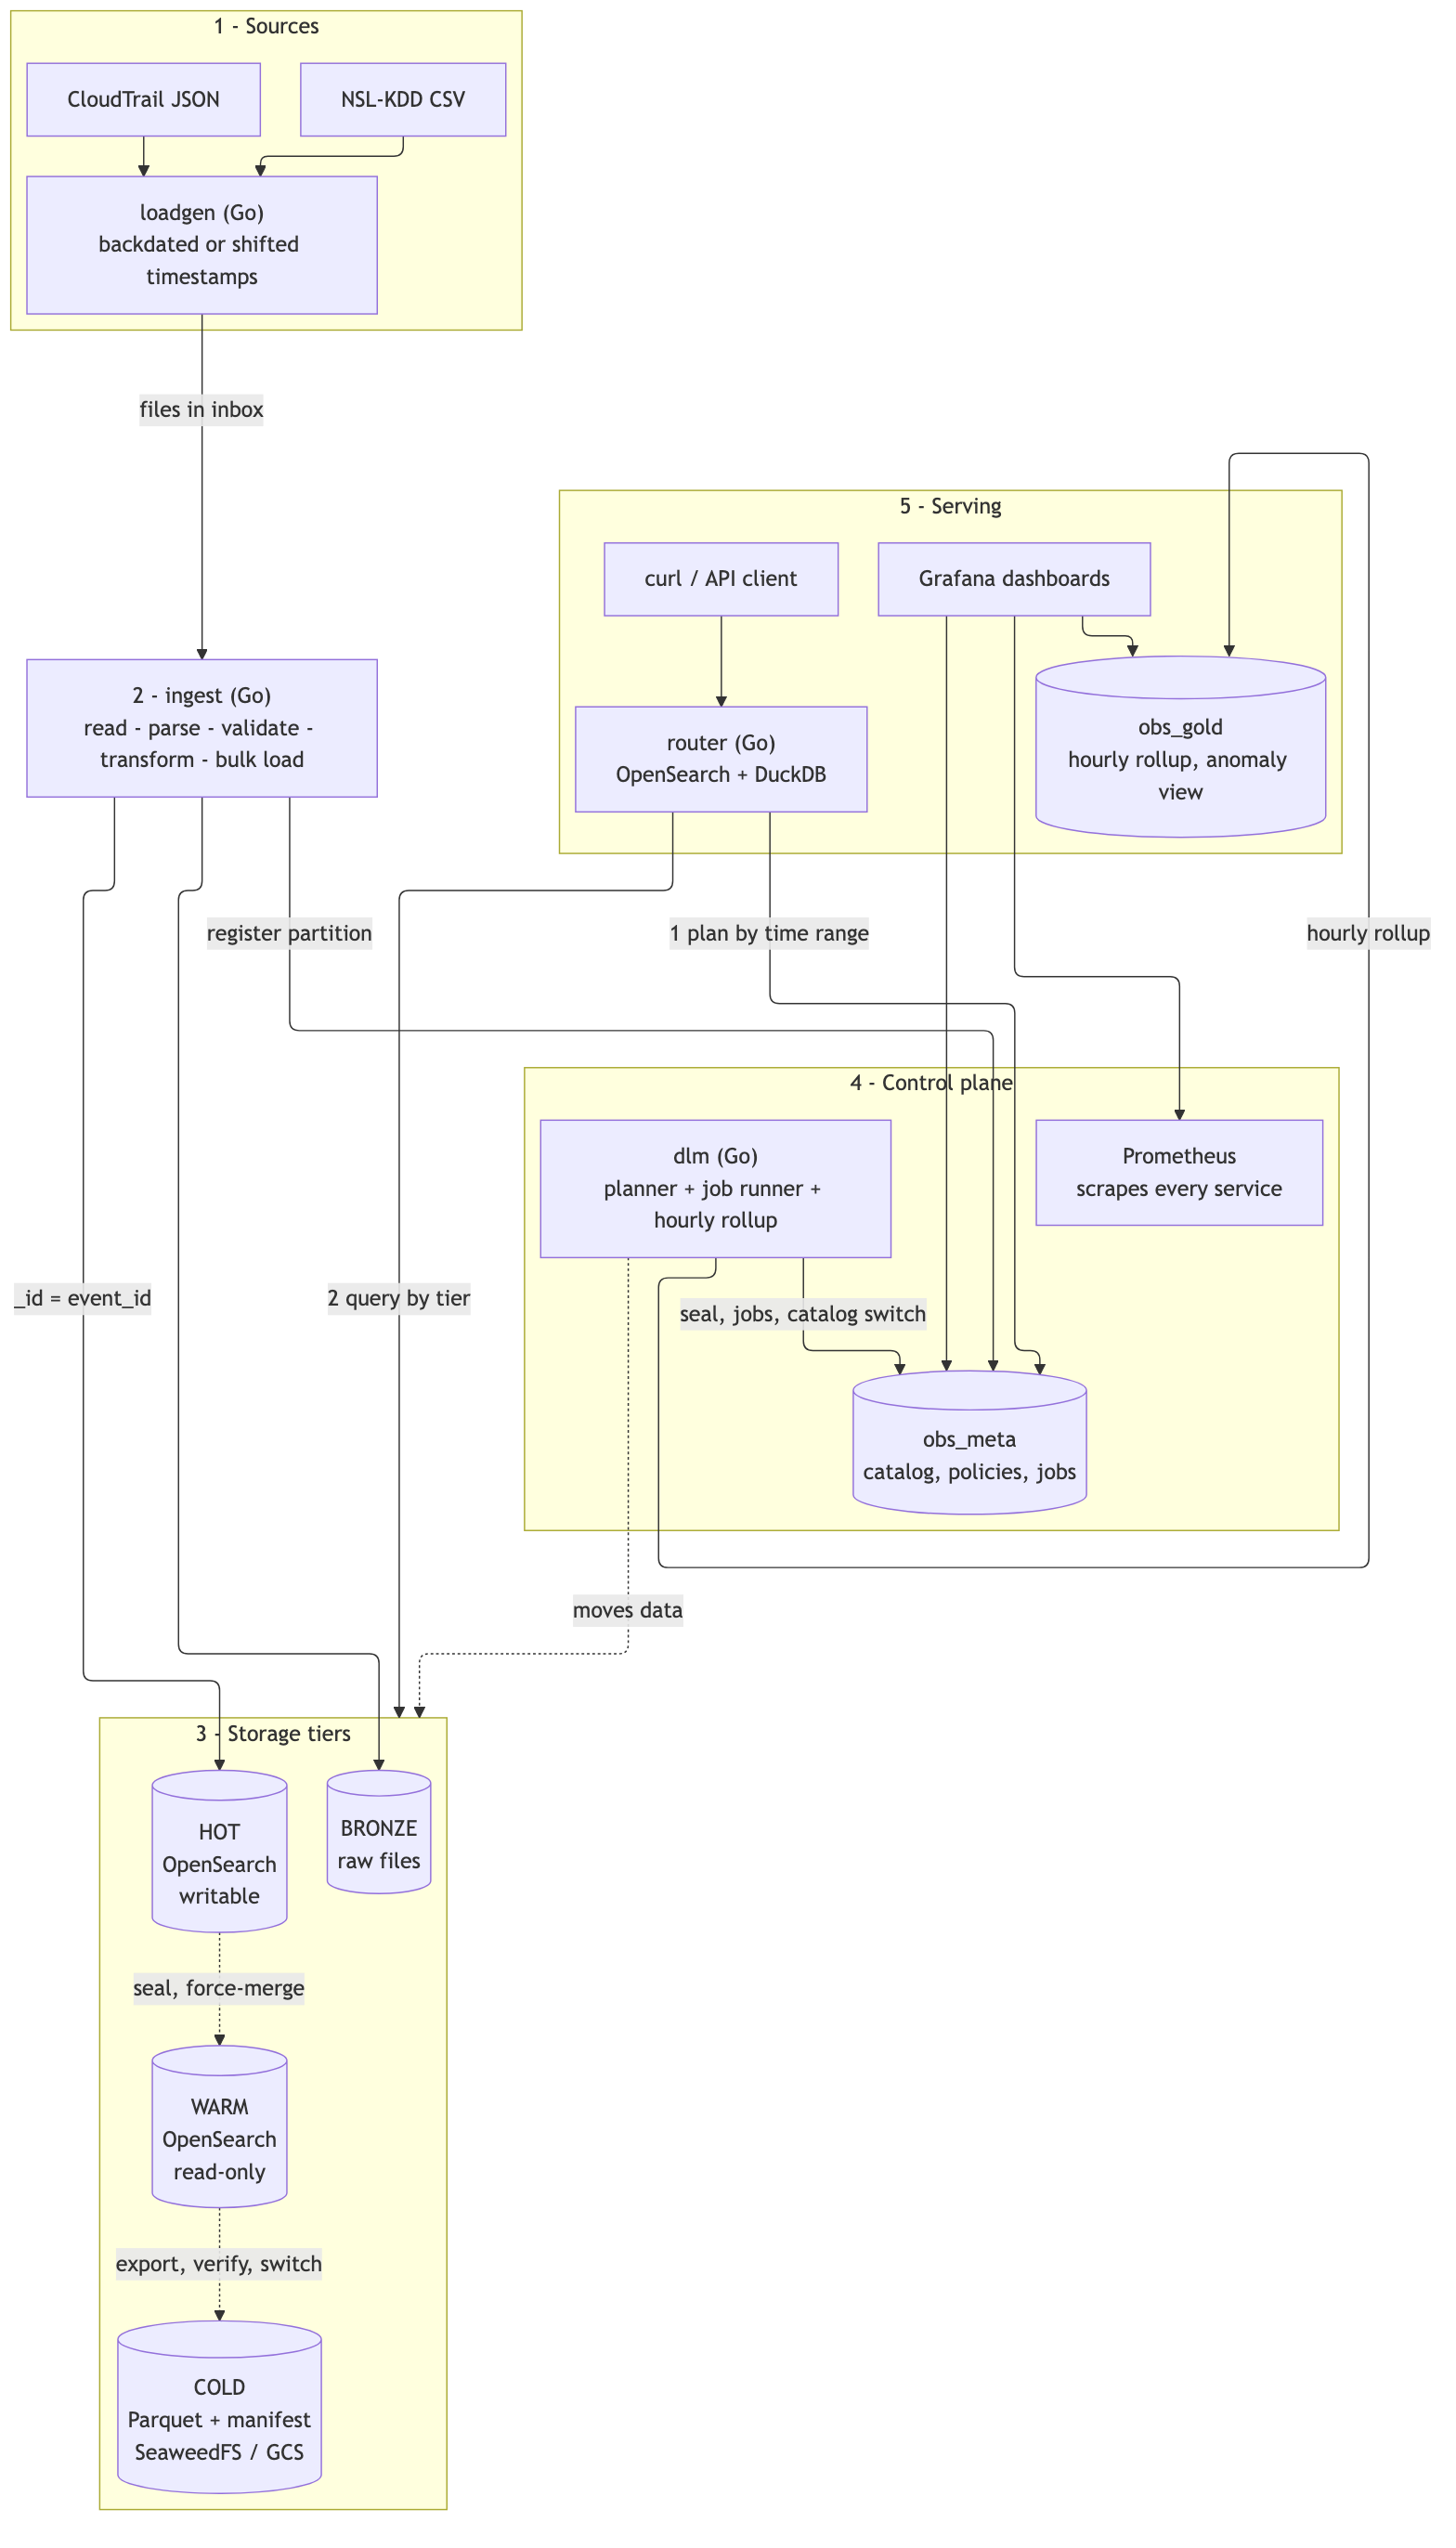 1 - Sources
CloudTrail JSON
NSL-KDD CSV
loadgen (Go)
backdated or shifted
timestamps
files in inbox
5 - Serving
curl / API client
Grafana dashboards
2 - ingest (Go)
read - parse - validate -
transform - bulk load
router (Go)
OpenSearch + DuckDB
obs_gold
hourly rollup, anomaly
view
register partition
1 plan by time range
hourly rollup
4 - Control plane
dlm (Go)
planner + job runner +
hourly rollup
Prometheus
scrapes every service
_id = event_id
2 query by tier
seal, jobs, catalog switch
obs_meta
catalog, policies, jobs
moves data
3 - Storage tiers
HOT
OpenSearch
writable
BRONZE
raw files
seal, force-merge
WARM
OpenSearch
read-only
export, verify, switch
COLD
Parquet + manifest
SeaweedFS / GCS